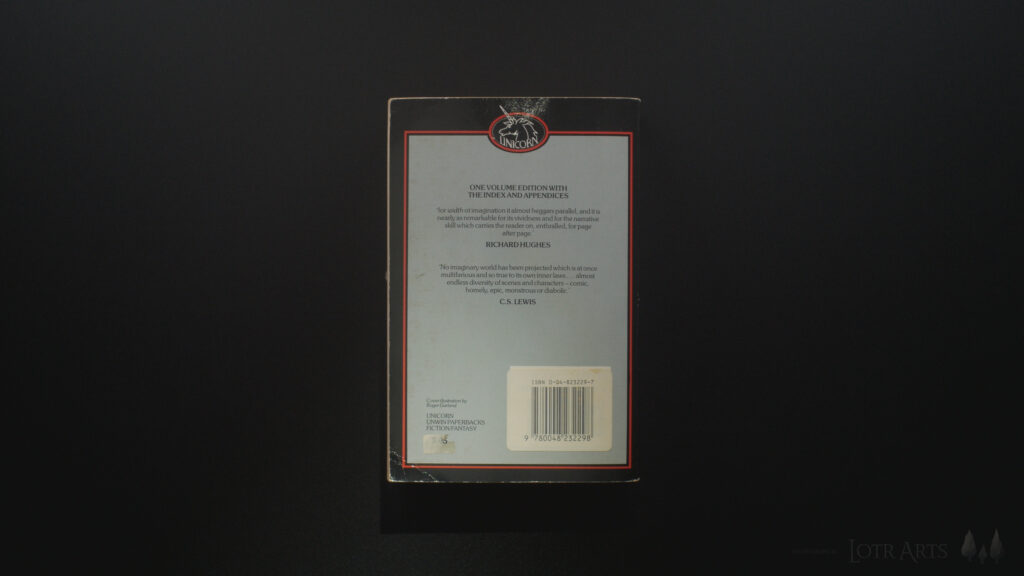 UNICORN
ONE VOLUME EDITION WITH
THE INDEX AND APPENDICES
'for width of imagination it almost beggars parallel, and it is
nearly as remarkable for its vividness and for the narrative
skill which carries the reader on, enthralled, for page
after page'
RICHARD HUGHES
'No imaginary world has been projected which is at once
multifarious and so true to its own inner laws . . . almost
endless diversity of scenes and characters – comic,
homely, epic, monstrous or diabolic.'
C.S. LEWIS
ISBN 0-04-823229-7
9 780048 232298
Cover illustration by
Roger Garland
UNICORN
UNWIN PAPERBACKS
FICTION/FANTASY
LOTR ARTS